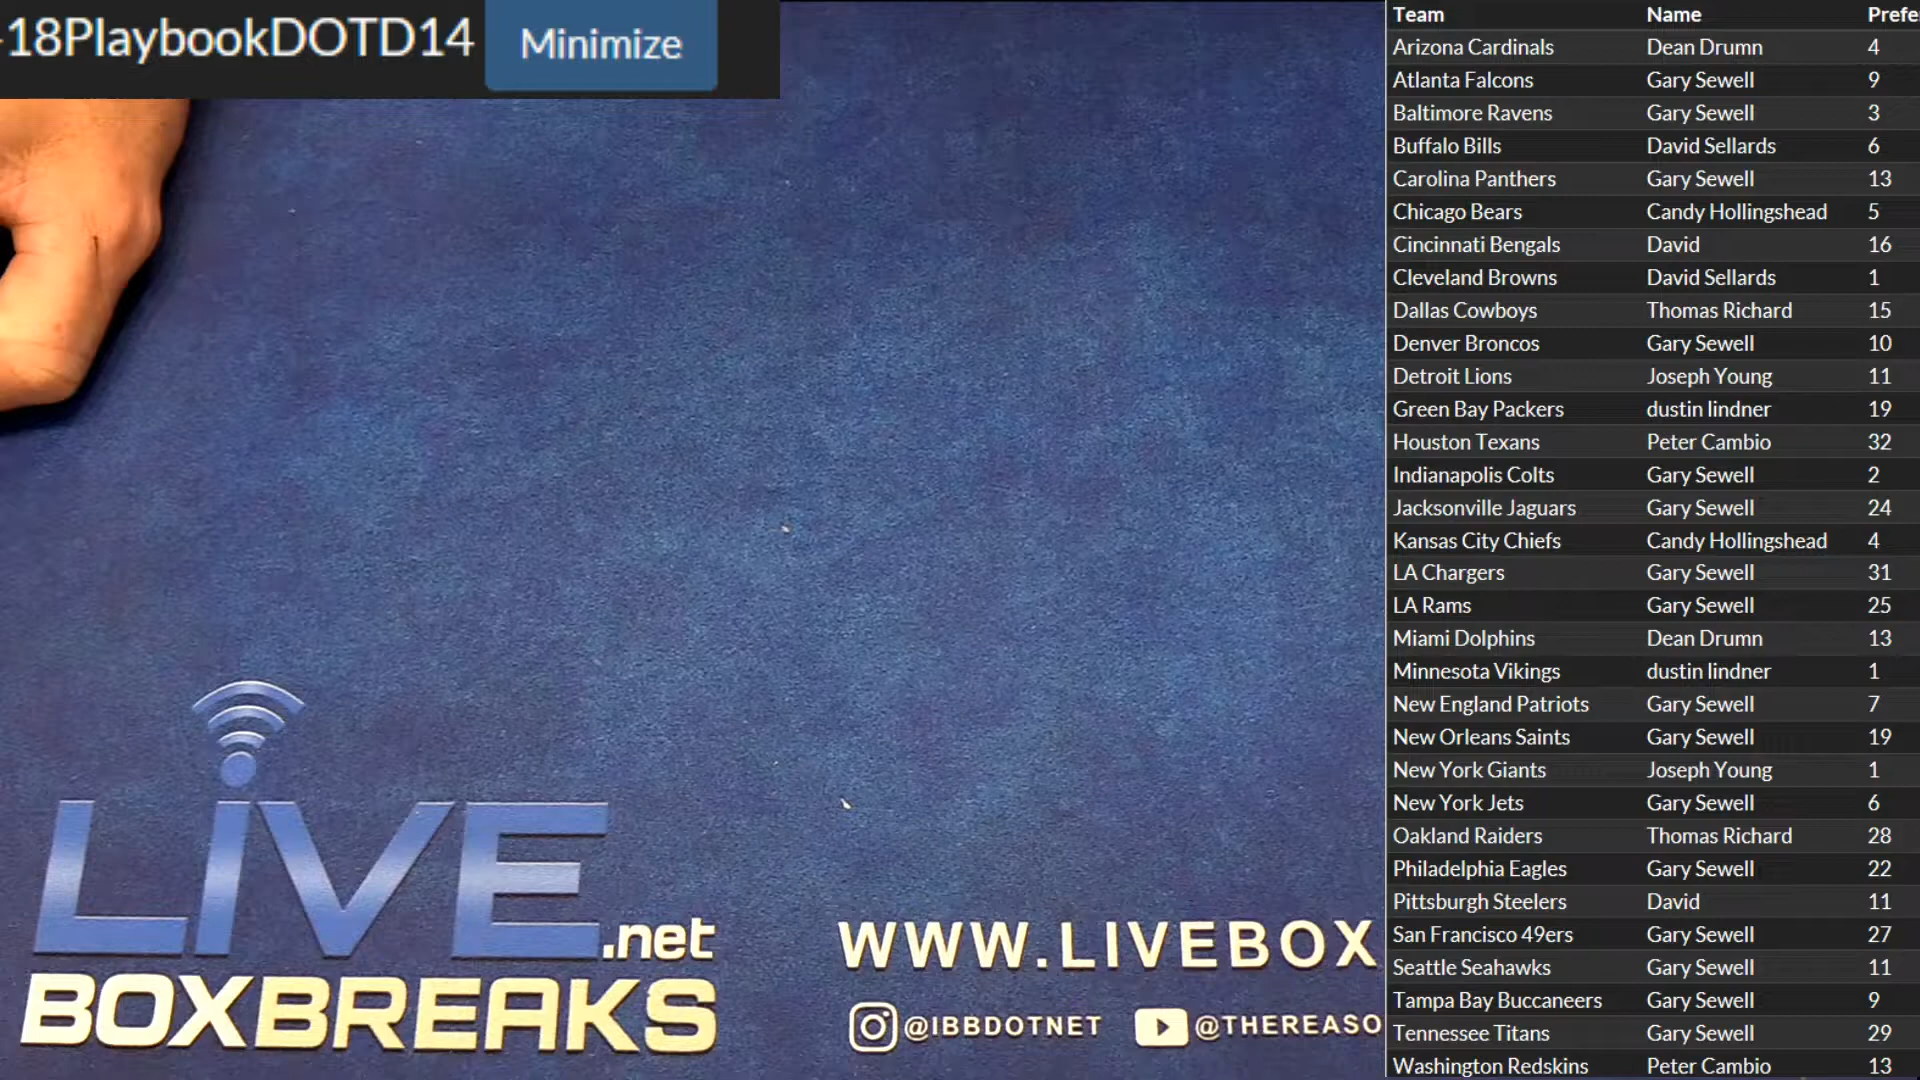 -18PlaybookDOTD14 Minimize
Team Name Prefe
Arizona Cardinals Dean Drumn 4
Atlanta Falcons Gary Sewell 9
Baltimore Ravens Gary Sewell 3
Buffalo Bills David Sellards 6
Carolina Panthers Gary Sewell 13
Chicago Bears Candy Hollingshead 5
Cincinnati Bengals David 16
Cleveland Browns David Sellards 1
Dallas Cowboys Thomas Richard 15
Denver Broncos Gary Sewell 10
Detroit Lions Joseph Young 11
Green Bay Packers dustin lindner 19
Houston Texans Peter Cambio 32
Indianapolis Colts Gary Sewell 2
Jacksonville Jaguars Gary Sewell 24
Kansas City Chiefs Candy Hollingshead 4
LA Chargers Gary Sewell 31
LA Rams Gary Sewell 25
Miami Dolphins Dean Drumn 13
Minnesota Vikings dustin lindner 1
New England Patriots Gary Sewell 7
New Orleans Saints Gary Sewell 19
New York Giants Joseph Young 1
New York Jets Gary Sewell 6
Oakland Raiders Thomas Richard 28
Philadelphia Eagles Gary Sewell 22
Pittsburgh Steelers David 11
San Francisco 49ers Gary Sewell 27
Seattle Seahawks Gary Sewell 11
Tampa Bay Buccaneers Gary Sewell 9
Tennessee Titans Gary Sewell 29
Washington Redskins Peter Cambio 13
LIVE.net
BOXBREAKS
WWW.LIVEBOX
@IBBDOTNET @THEREASO